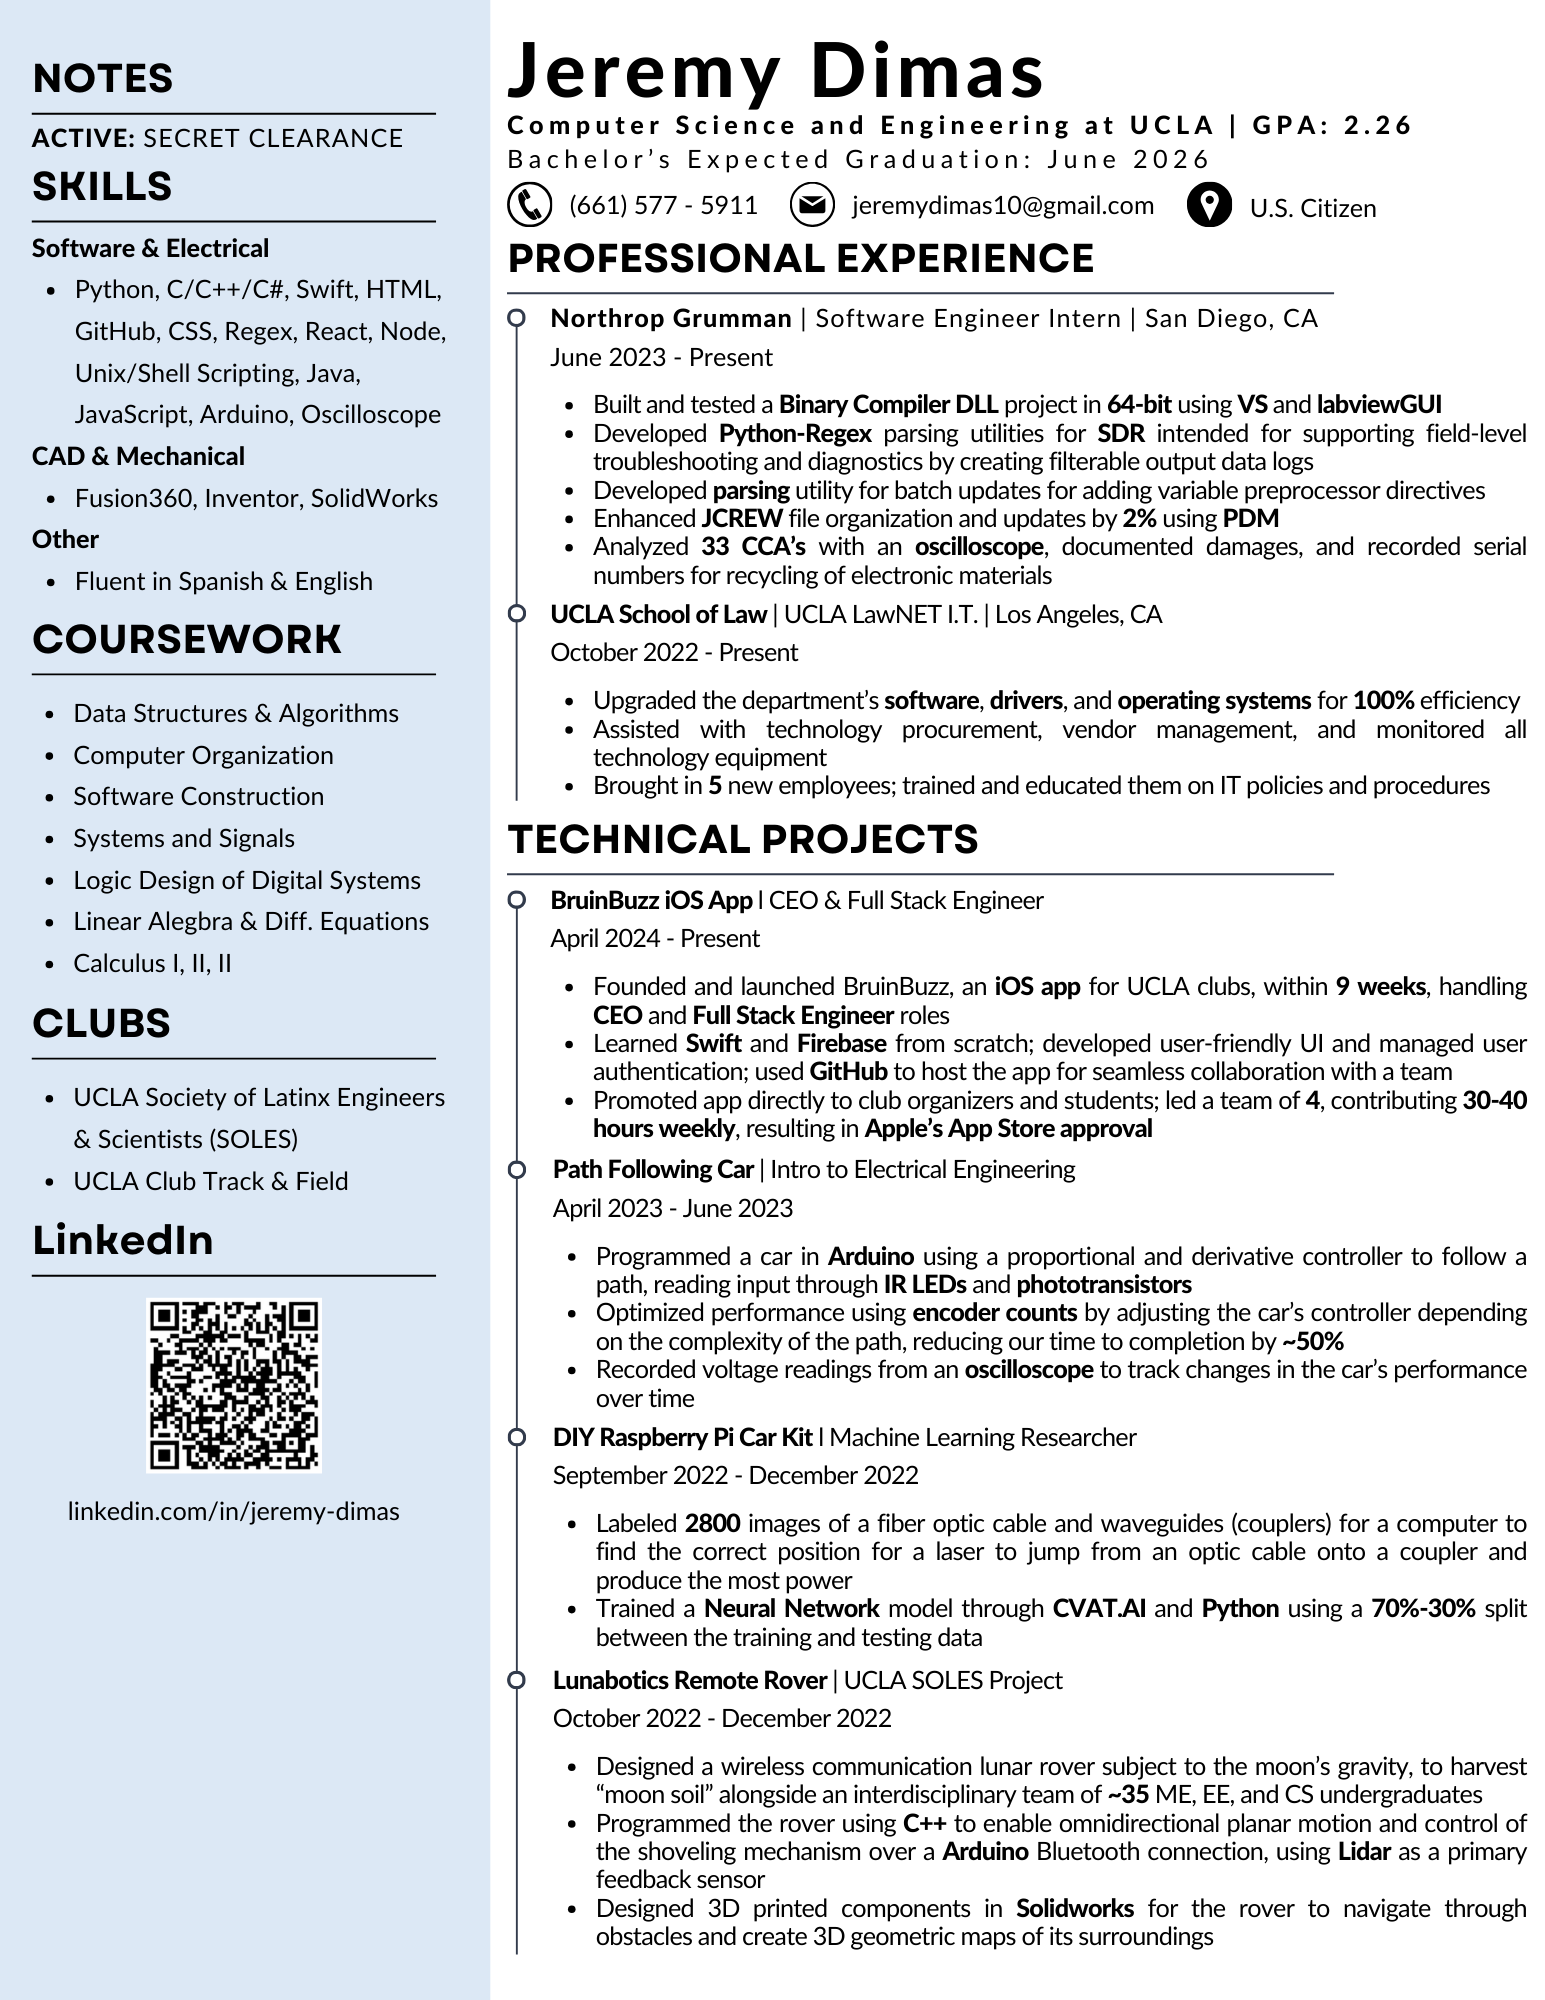 NOTES
ACTIVE: SECRET CLEARANCE
SKILLS
Software & Electrical
• Python, C/C++/C#, Swift, HTML,
GitHub, CSS, Regex, React, Node,
Unix/Shell Scripting, Java,
JavaScript, Arduino, Oscilloscope
CAD & Mechanical
• Fusion360, Inventor, SolidWorks
Other
• Fluent in Spanish & English
COURSEWORK
• Data Structures & Algorithms
• Computer Organization
• Software Construction
• Systems and Signals
• Logic Design of Digital Systems
• Linear Alegbra & Diff. Equations
• Calculus I, II, II
CLUBS
• UCLA Society of Latinx Engineers
& Scientists (SOLES)
• UCLA Club Track & Field
LinkedIn
linkedin.com/in/jeremy-dimas
Jeremy Dimas
Computer Science and Engineering at UCLA | GPA: 2.26
Bachelor's Expected Graduation: June 2026
(661) 577 - 5911 jeremydimas10@gmail.com U.S. Citizen
PROFESSIONAL EXPERIENCE
Northrop Grumman | Software Engineer Intern | San Diego, CA
June 2023 - Present
• Built and tested a Binary Compiler DLL project in 64-bit using VS and labviewGUI
• Developed Python-Regex parsing utilities for SDR intended for supporting field-level
troubleshooting and diagnostics by creating filterable output data logs
• Developed parsing utility for batch updates for adding variable preprocessor directives
• Enhanced JCREW file organization and updates by 2% using PDM
• Analyzed 33 CCA's with an oscilloscope, documented damages, and recorded serial
numbers for recycling of electronic materials
UCLA School of Law | UCLA LawNET I.T. | Los Angeles, CA
October 2022 - Present
• Upgraded the department's software, drivers, and operating systems for 100% efficiency
• Assisted with technology procurement, vendor management, and monitored all
technology equipment
• Brought in 5 new employees; trained and educated them on IT policies and procedures
TECHNICAL PROJECTS
BruinBuzz iOS App l CEO & Full Stack Engineer
April 2024 - Present
• Founded and launched BruinBuzz, an iOS app for UCLA clubs, within 9 weeks, handling
CEO and Full Stack Engineer roles
• Learned Swift and Firebase from scratch; developed user-friendly UI and managed user
authentication; used GitHub to host the app for seamless collaboration with a team
• Promoted app directly to club organizers and students; led a team of 4, contributing 30-40
hours weekly, resulting in Apple's App Store approval
Path Following Car | Intro to Electrical Engineering
April 2023 - June 2023
• Programmed a car in Arduino using a proportional and derivative controller to follow a
path, reading input through IR LEDs and phototransistors
• Optimized performance using encoder counts by adjusting the car's controller depending
on the complexity of the path, reducing our time to completion by ~50%
• Recorded voltage readings from an oscilloscope to track changes in the car's performance
over time
DIY Raspberry Pi Car Kit l Machine Learning Researcher
September 2022 - December 2022
• Labeled 2800 images of a fiber optic cable and waveguides (couplers) for a computer to
find the correct position for a laser to jump from an optic cable onto a coupler and
produce the most power
• Trained a Neural Network model through CVAT.AI and Python using a 70%-30% split
between the training and testing data
Lunabotics Remote Rover | UCLA SOLES Project
October 2022 - December 2022
• Designed a wireless communication lunar rover subject to the moon's gravity, to harvest
“moon soil” alongside an interdisciplinary team of ~35 ME, EE, and CS undergraduates
• Programmed the rover using C++ to enable omnidirectional planar motion and control of
the shoveling mechanism over a Arduino Bluetooth connection, using Lidar as a primary
feedback sensor
• Designed 3D printed components in Solidworks for the rover to navigate through
obstacles and create 3D geometric maps of its surroundings